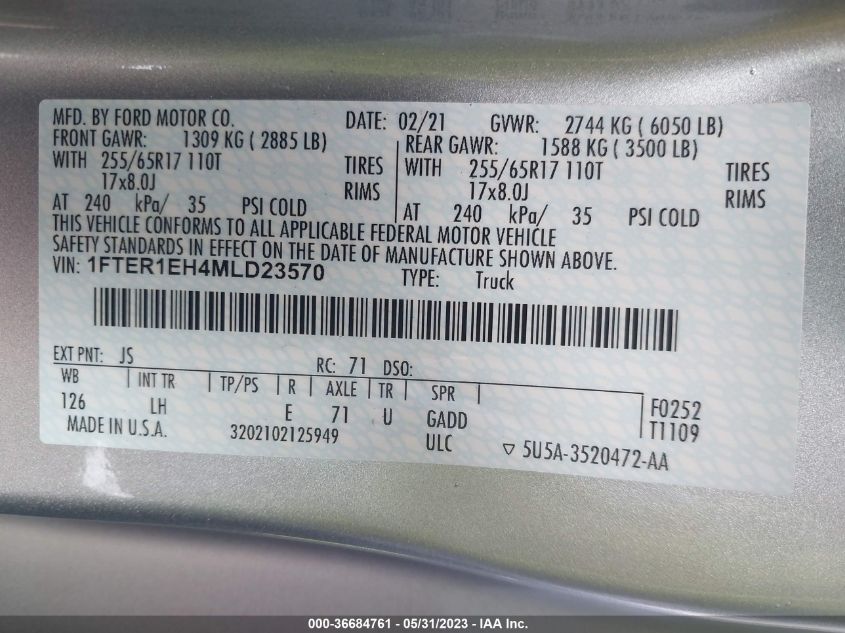 MFD. BY FORD MOTOR CO.
DATE: 02/21 GVWR: 2744 KG ( 6050 LB)
FRONT GAWR: 1309 KG ( 2885 LB)
REAR GAWR: 1588 KG ( 3500 LB)
WITH 255/65R17 110T TIRES
WITH 255/65R17 110T TIRES
17x8.0J RIMS
17x8.0J RIMS
AT 240 kPa/ 35 PSI COLD
AT 240 kPa/ 35 PSI COLD
THIS VEHICLE CONFORMS TO ALL APPLICABLE FEDERAL MOTOR VEHICLE
SAFETY STANDARDS IN EFFECT ON THE DATE OF MANUFACTURE SHOWN ABOVE.
VIN: 1FTER1EH4MLD23570
TYPE: Truck
EXT PNT: JS RC: 71 DSO:
WB INT TR TP/PS R AXLE TR SPR
126 LH E 71 U GADD
F0252
T1109
MADE IN U.S.A. 3202102125949 ULC
▽ 5U5A-3520472-AA
000-36684761 - 05/31/2023 - IAA Inc.